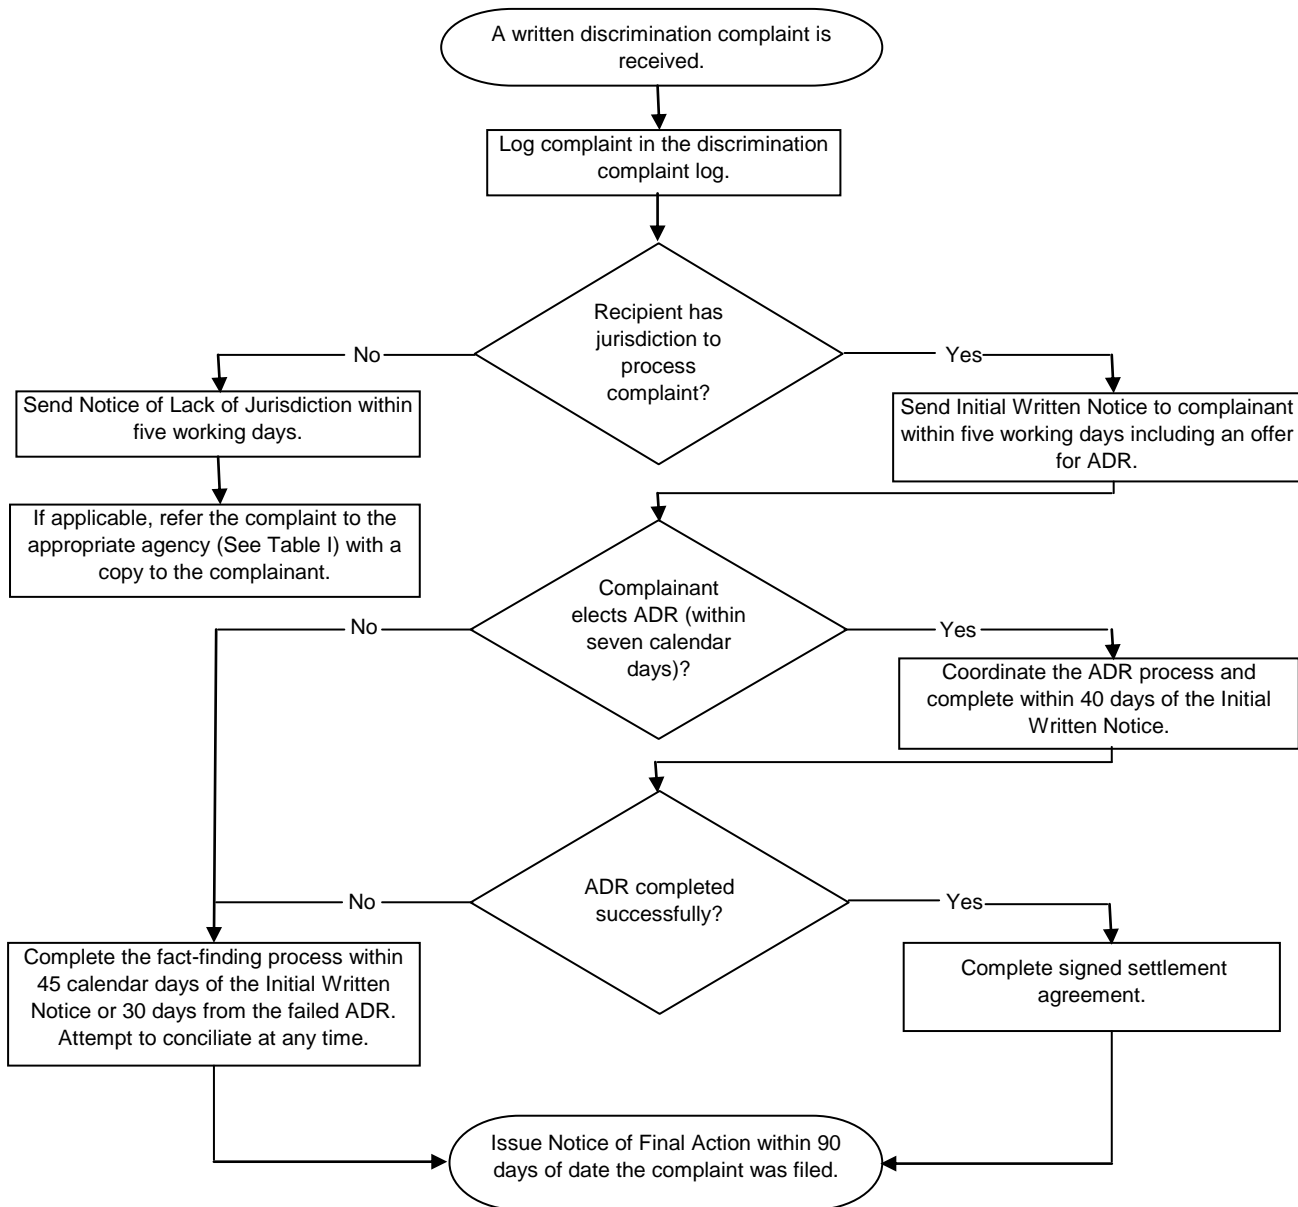 A written discrimination complaint is
received.
Log complaint in the discrimination
complaint log.
Recipient has
jurisdiction to
process
complaint?
No
Yes
Send Notice of Lack of Jurisdiction within
five working days.
Send Initial Written Notice to complainant
within five working days including an offer
for ADR.
If applicable, refer the complaint to the
appropriate agency (See Table I) with a
copy to the complainant.
Complainant
elects ADR (within
seven calendar
days)?
No
Yes
Coordinate the ADR process and
complete within 40 days of the Initial
Written Notice.
ADR completed
successfully?
No
Yes
Complete the fact-finding process within
45 calendar days of the Initial Written
Notice or 30 days from the failed ADR.
Attempt to conciliate at any time.
Complete signed settlement
agreement.
Issue Notice of Final Action within 90
days of date the complaint was filed.